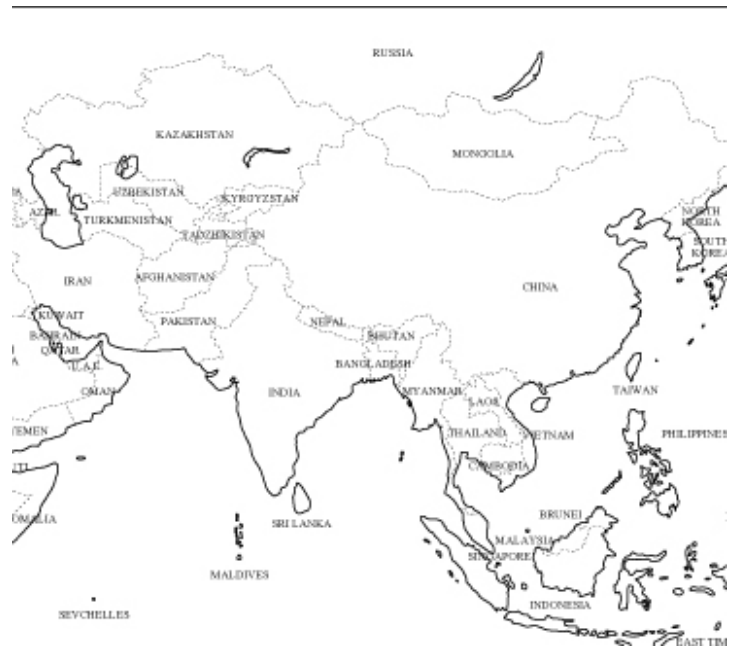 RUSSIA
KAZAKHSTAN
MONGOLIA
UZBEKISTAN
KYRGYZSTAN
AZER.
TURKMENISTAN
NORTH
KOREA
TADZHIKISTAN
SOUTH
KOREA
AFGHANISTAN
IRAN
CHINA
KUWAIT
PAKISTAN
NEPAL
BHUTAN
BAHRAIN
QATAR
BANGLADESH
U.A.E.
OMAN
INDIA
MYANMAR
TAIWAN
LAOS
YEMEN
THAILAND
VIETNAM
PHILIPPINES
CAMBODIA
UTI
OMALIA
SRI LANKA
BRUNEI
MALAYSIA
SINGAPORE
MALDIVES
INDONESIA
SEYCHELLES
EAST TIM